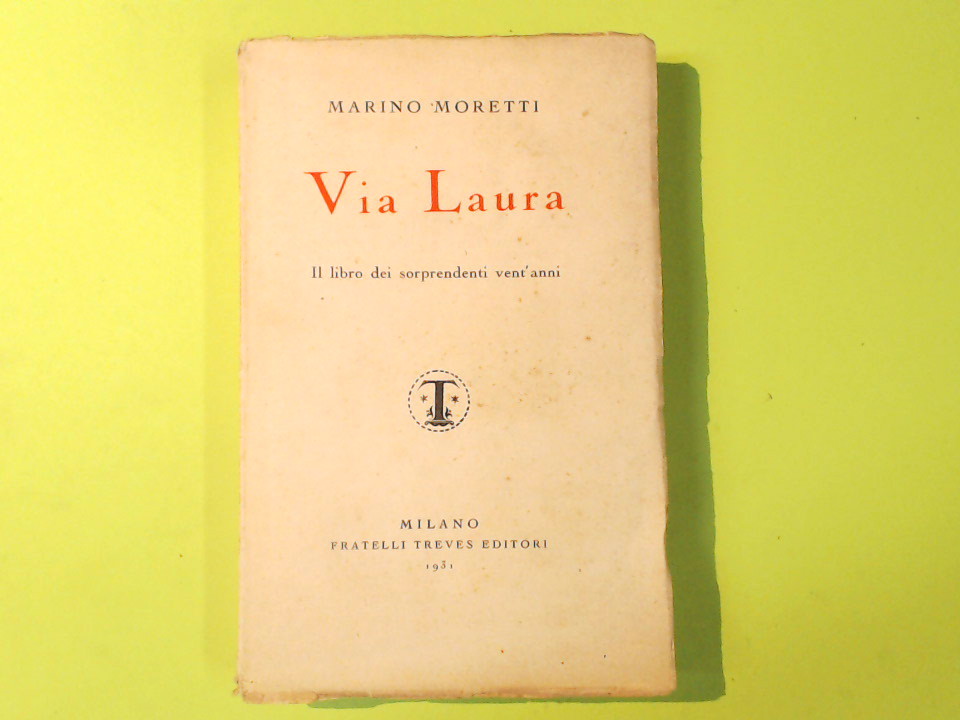 MARINO MORETTI
Via Laura
Il libro dei sorprendenti vent'anni
T
MILANO
FRATELLI TREVES EDITORI
1931